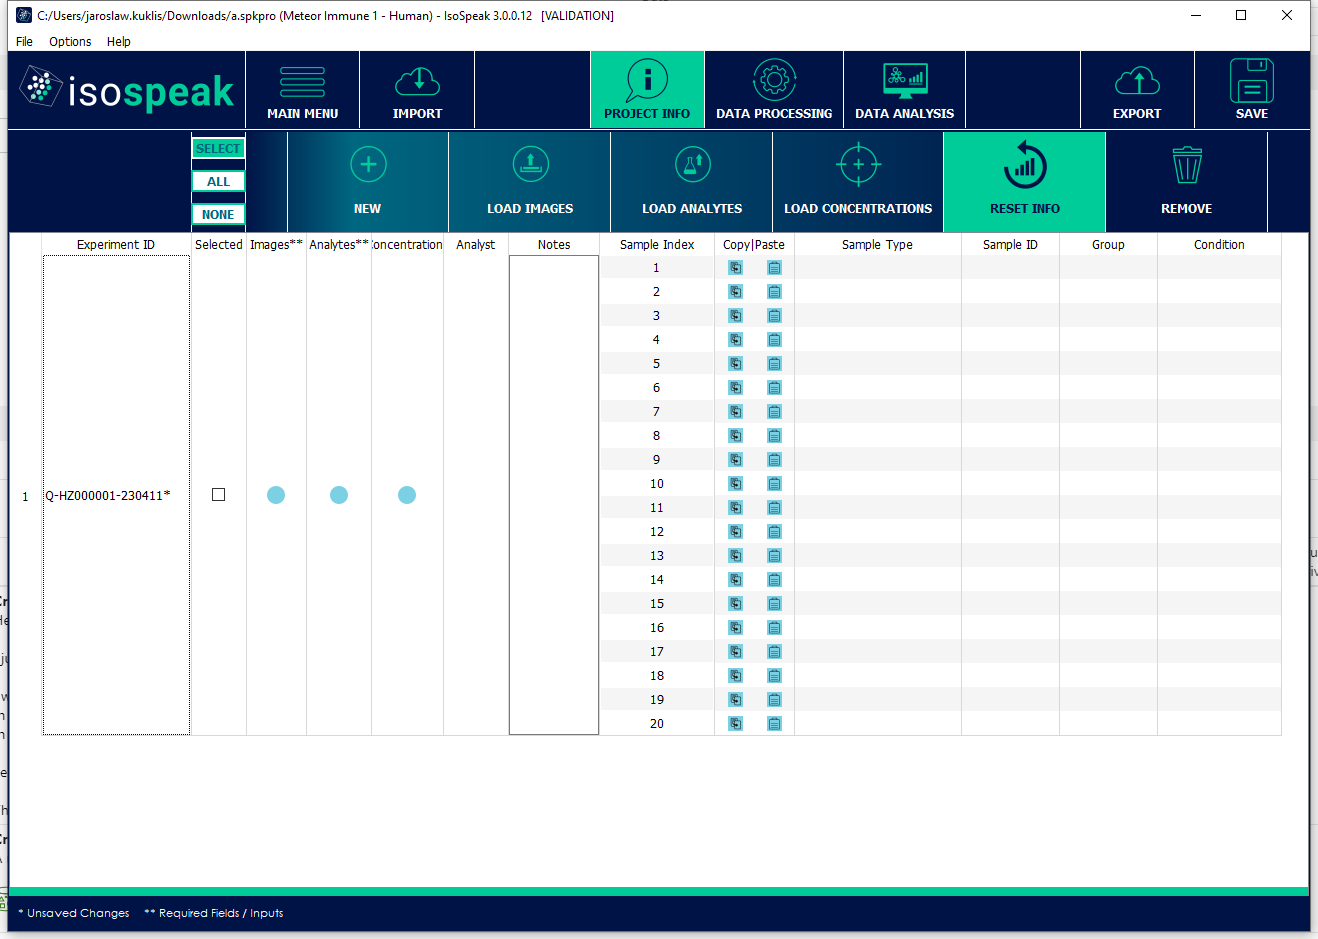 C:/Users/jaroslaw.kuklis/Downloads/a.spkpro (Meteor Immune 1 - Human) - IsoSpeak 3.0.0.12 [VALIDATION]
File Options Help
isospeak
MAIN MENU IMPORT PROJECT INFO DATA PROCESSING DATA ANALYSIS EXPORT SAVE
SELECT
ALL
NONE
NEW LOAD IMAGES LOAD ANALYTES LOAD CONCENTRATIONS RESET INFO REMOVE
Experiment ID Selected Images** Analytes** oncentration Analyst Notes Sample Index Copy|Paste Sample Type Sample ID Group Condition
1 Q-HZ000001-230411*
1
2
3
4
5
6
7
8
9
10
11
12
13
14
15
16
17
18
19
20
* Unsaved Changes ** Required Fields / Inputs